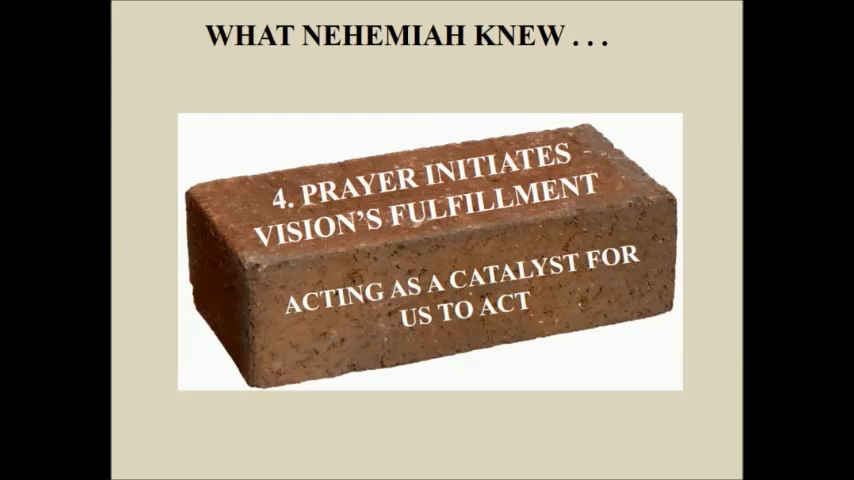 WHAT NEHEMIAH KNEW . . .
4. PRAYER INITIATES
VISION'S FULFILLMENT
ACTING AS A CATALYST FOR
US TO ACT